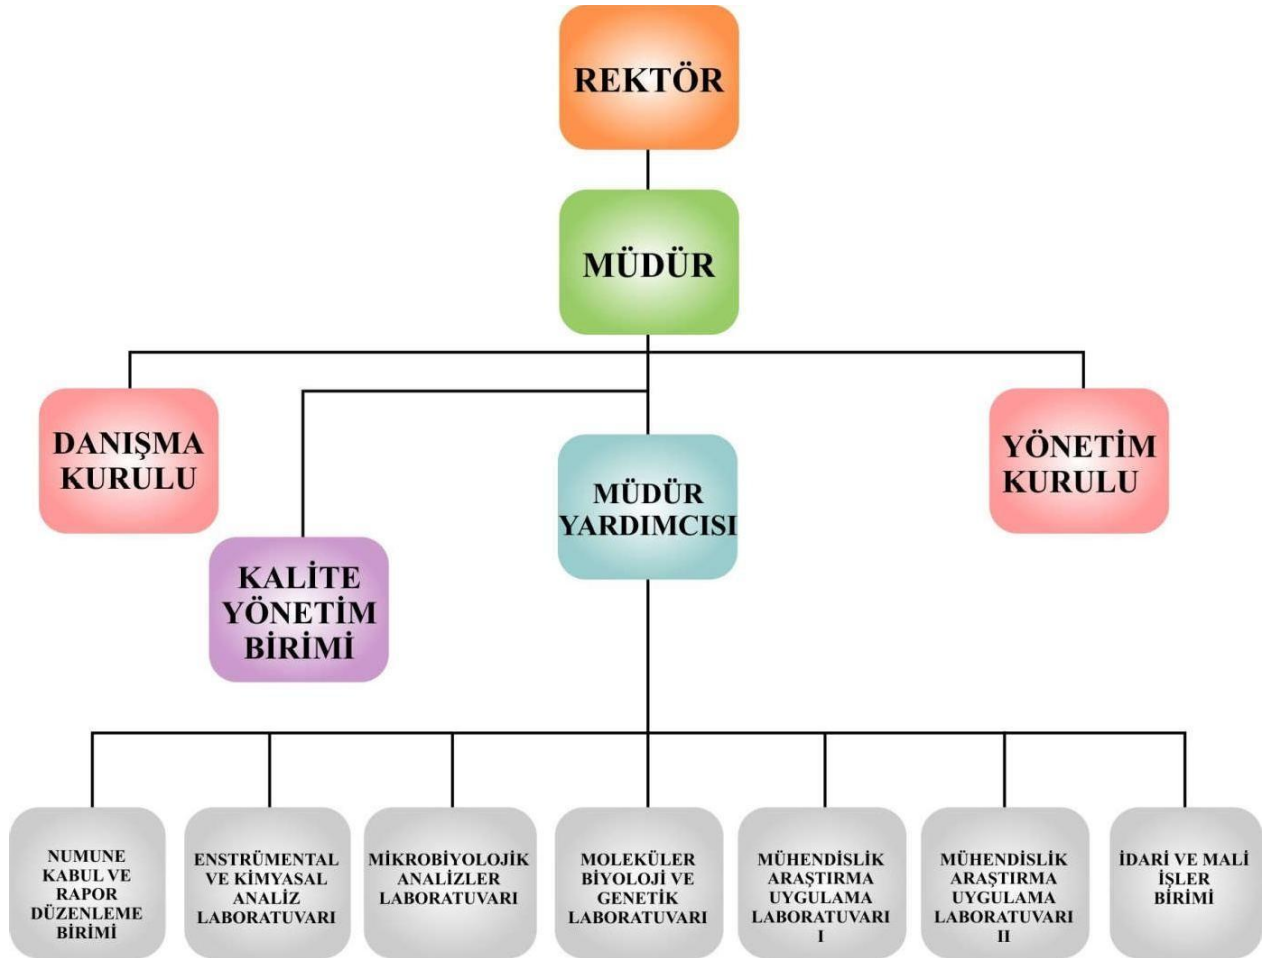 REKTÖR
MÜDÜR
DANIŞMA
KURULU
YÖNETİM
KURULU
MÜDÜR
YARDIMCISI
KALİTE
YÖNETİM
BİRİMİ
NUMUNE
KABUL VE
RAPOR
DÜZENLEME
BİRİMİ
ENSTRÜMENTAL
VE KİMYASAL
ANALİZ
LABORATUVARI
MİKROBİYOLOJİK
ANALİZLER
LABORATUVARI
MOLEKÜLER
BİYOLOJİ VE
GENETİK
LABORATUVARI
MÜHENDİSLİK
ARAŞTIRMA
UYGULAMA
LABORATUVARI
I
MÜHENDİSLİK
ARAŞTIRMA
UYGULAMA
LABORATUVARI
II
İDARİ VE MALİ
İŞLER
BİRİMİ